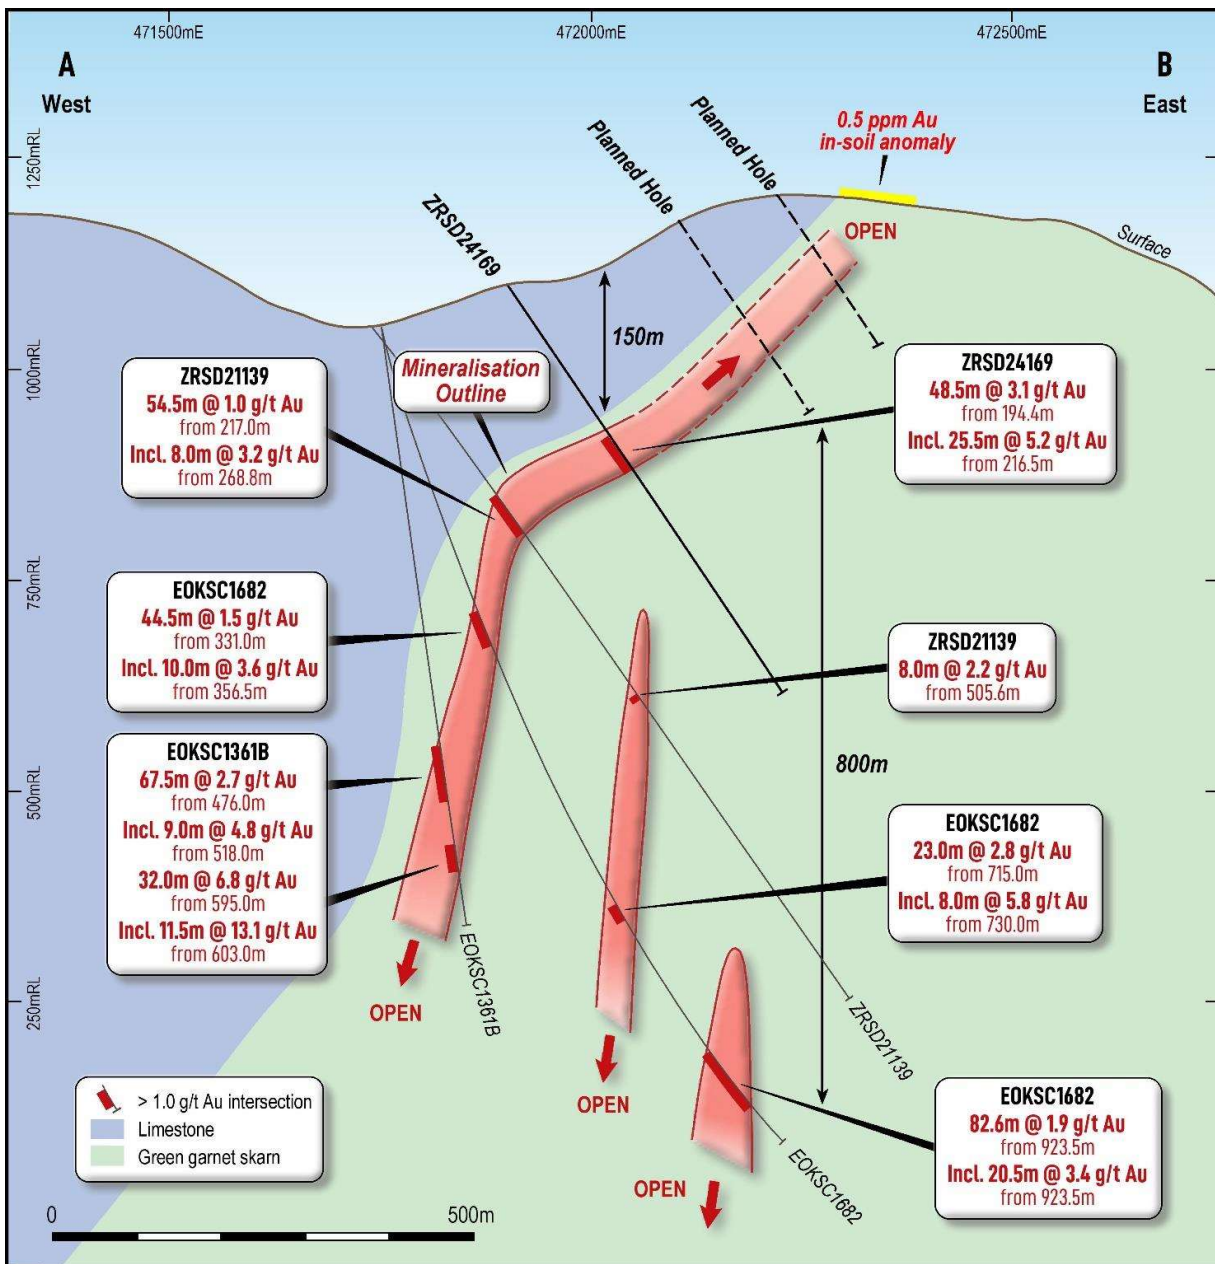 471500mE
472000mE
472500mE
A
West
B
East
1250mRL
1000mRL
750mRL
500mRL
250mRL
0.5 ppm Au
in-soil anomaly
Planned Hole
Planned Hole
ZRSD24169
OPEN
Surface
150m
Mineralisation
Outline
ZRSD21139
54.5m @ 1.0 g/t Au
from 217.0m
Incl. 8.0m @ 3.2 g/t Au
from 268.8m
ZRSD24169
48.5m @ 3.1 g/t Au
from 194.4m
Incl. 25.5m @ 5.2 g/t Au
from 216.5m
EOKSC1682
44.5m @ 1.5 g/t Au
from 331.0m
Incl. 10.0m @ 3.6 g/t Au
from 356.5m
ZRSD21139
8.0m @ 2.2 g/t Au
from 505.6m
EOKSC1361B
67.5m @ 2.7 g/t Au
from 476.0m
Incl. 9.0m @ 4.8 g/t Au
from 518.0m
32.0m @ 6.8 g/t Au
from 595.0m
Incl. 11.5m @ 13.1 g/t Au
from 603.0m
800m
EOKSC1682
23.0m @ 2.8 g/t Au
from 715.0m
Incl. 8.0m @ 5.8 g/t Au
from 730.0m
OPEN
EOKSC1361B
OPEN
ZRSD21139
EOKSC1682
82.6m @ 1.9 g/t Au
from 923.5m
Incl. 20.5m @ 3.4 g/t Au
from 923.5m
OPEN
EOKSC1682
> 1.0 g/t Au intersection
Limestone
Green garnet skarn
0
500m